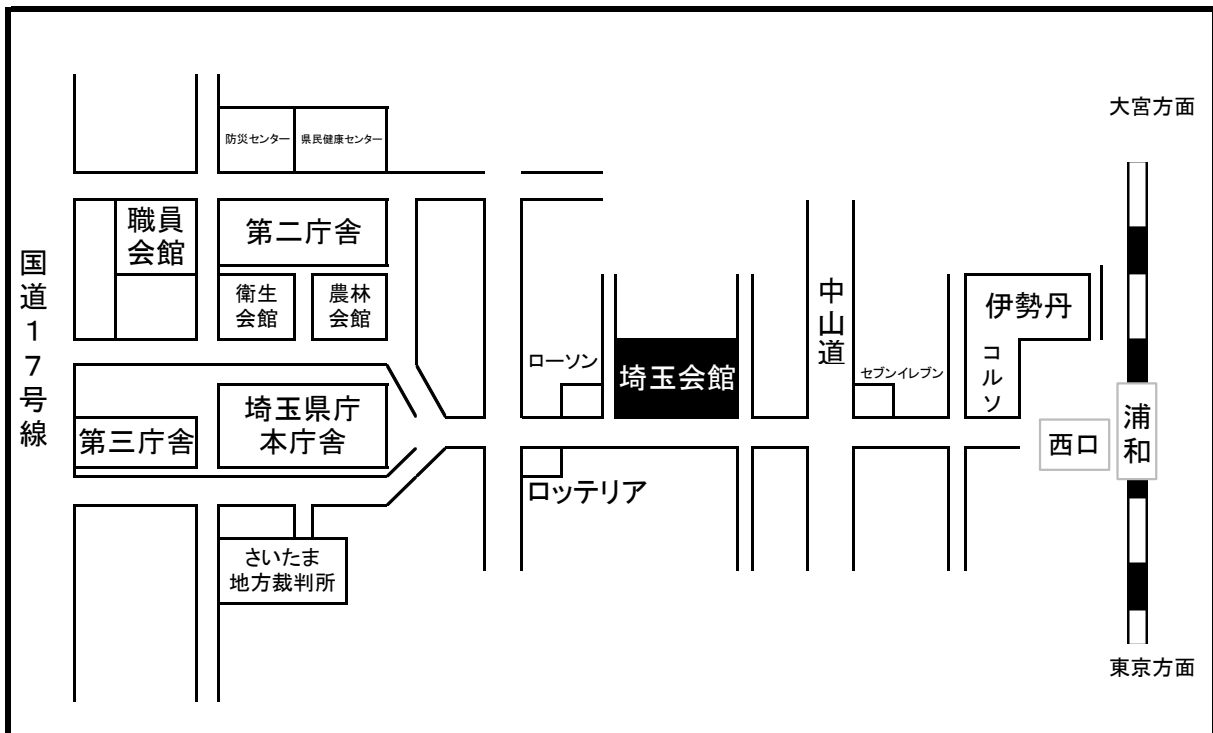 大宮方面
防災センター
県民健康センター
国道17号線
職員
会館
第二庁舎
衛生
会館
農林
会館
中山道
伊勢丹
コルソ
ローソン
埼玉会館
セブンイレブン
埼玉県庁
本庁舎
第三庁舎
浦和
西口
ロッテリア
さいたま
地方裁判所
東京方面